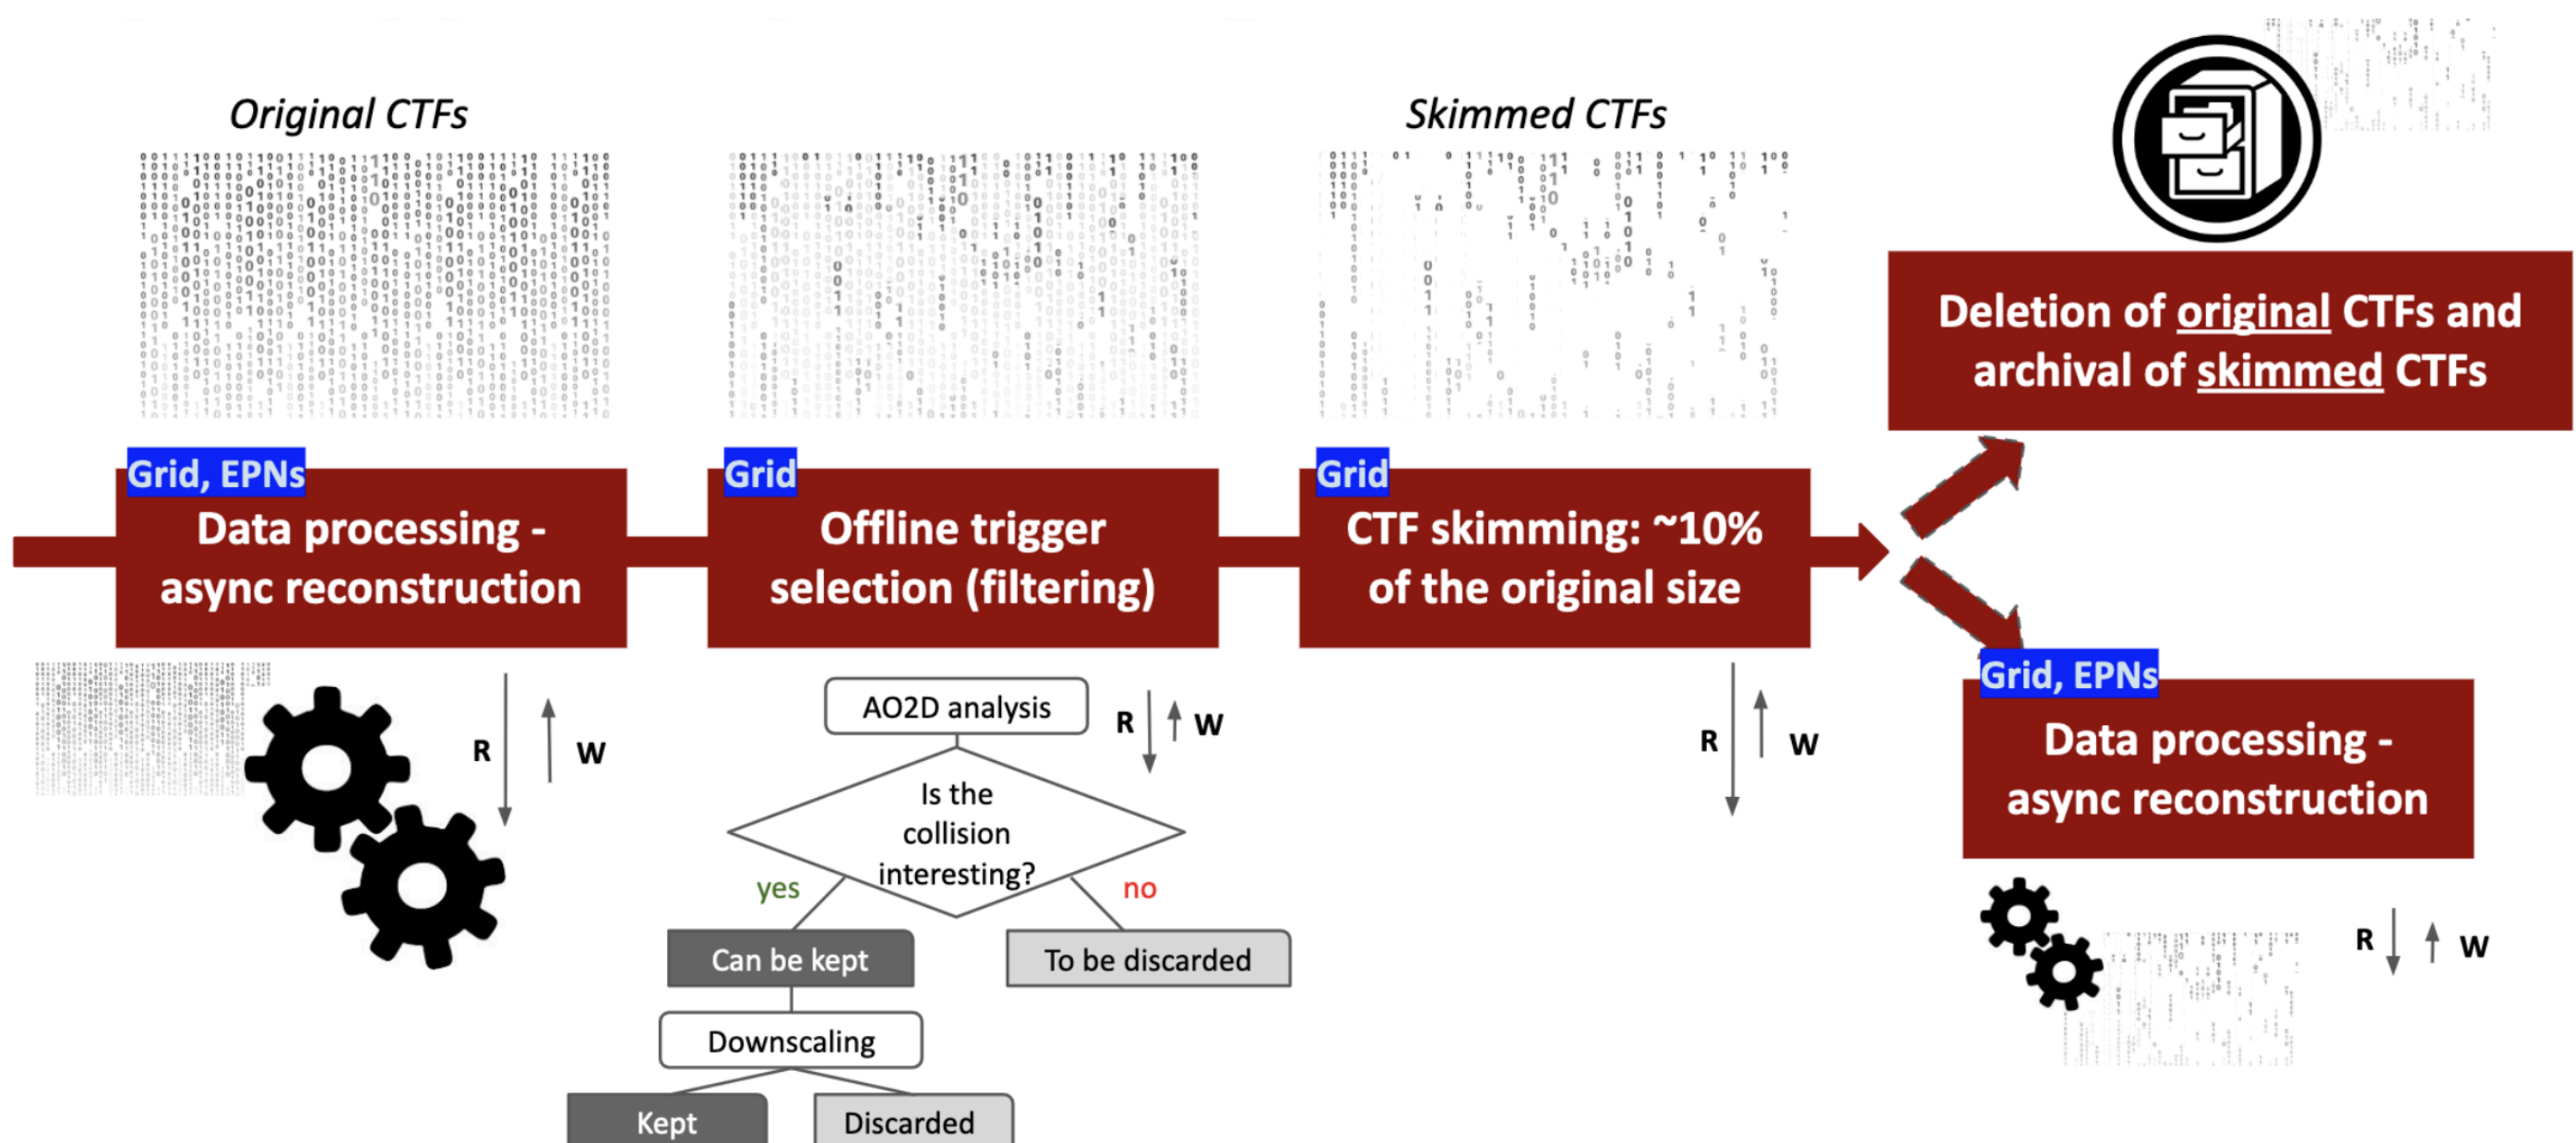 Original CTFs
Skimmed CTFs
Deletion of original CTFs and
archival of skimmed CTFs
Grid, EPNs
Data processing -
async reconstruction
Grid
Offline trigger
selection (filtering)
Grid
CTF skimming: ~10%
of the original size
R
W
AO2D analysis
R
W
Is the
collision
interesting?
yes
no
Can be kept
To be discarded
Downscaling
Kept
Discarded
R
W
Grid, EPNs
Data processing -
async reconstruction
R
W